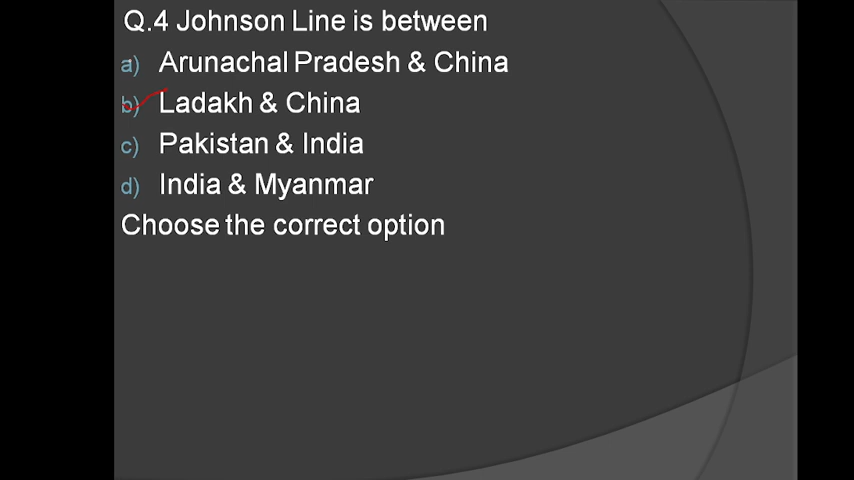 Q.4 Johnson Line is between
a) Arunachal Pradesh & China
b) Ladakh & China
c) Pakistan & India
d) India & Myanmar
Choose the correct option